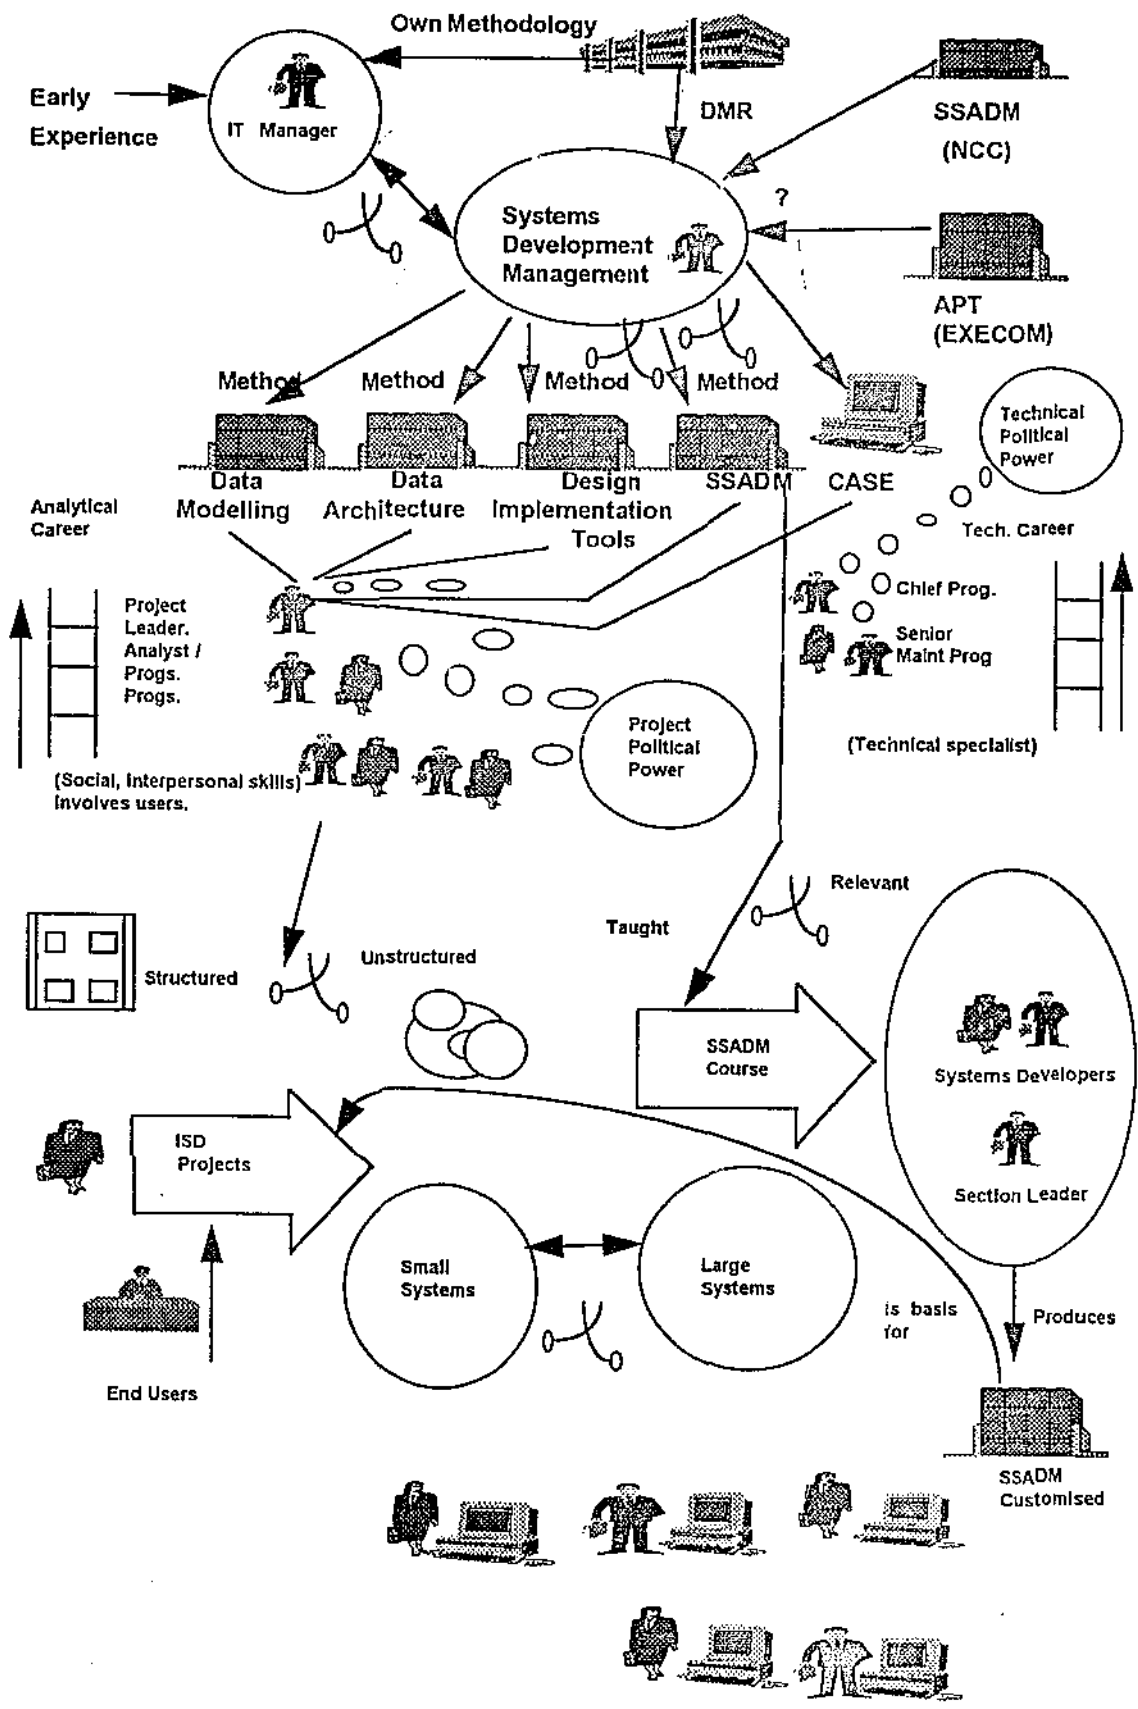 Own Methodology
Early
Experience
IT Manager
DMR
SSADM
(NCC)
?
Systems
Development
Management
APT
(EXECOM)
Method
Method
Method
Method
Technical
Political
Power
Data
Modelling
Data
Architecture
Design
Implementation
Tools
SSADM
CASE
Analytical
Career
Tech. Career
Project
Leader.
Analyst /
Progs.
Progs.
Chief Prog.
Senior
Maint Prog
Project
Political
Power
(Technical specialist)
(Social, Interpersonal skills)
Involves users.
Relevant
Taught
Structured
Unstructured
SSADM
Course
Systems Developers
ISD
Projects
Section Leader
Small
Systems
Large
Systems
is basis
for
Produces
End Users
SSADM
Customised